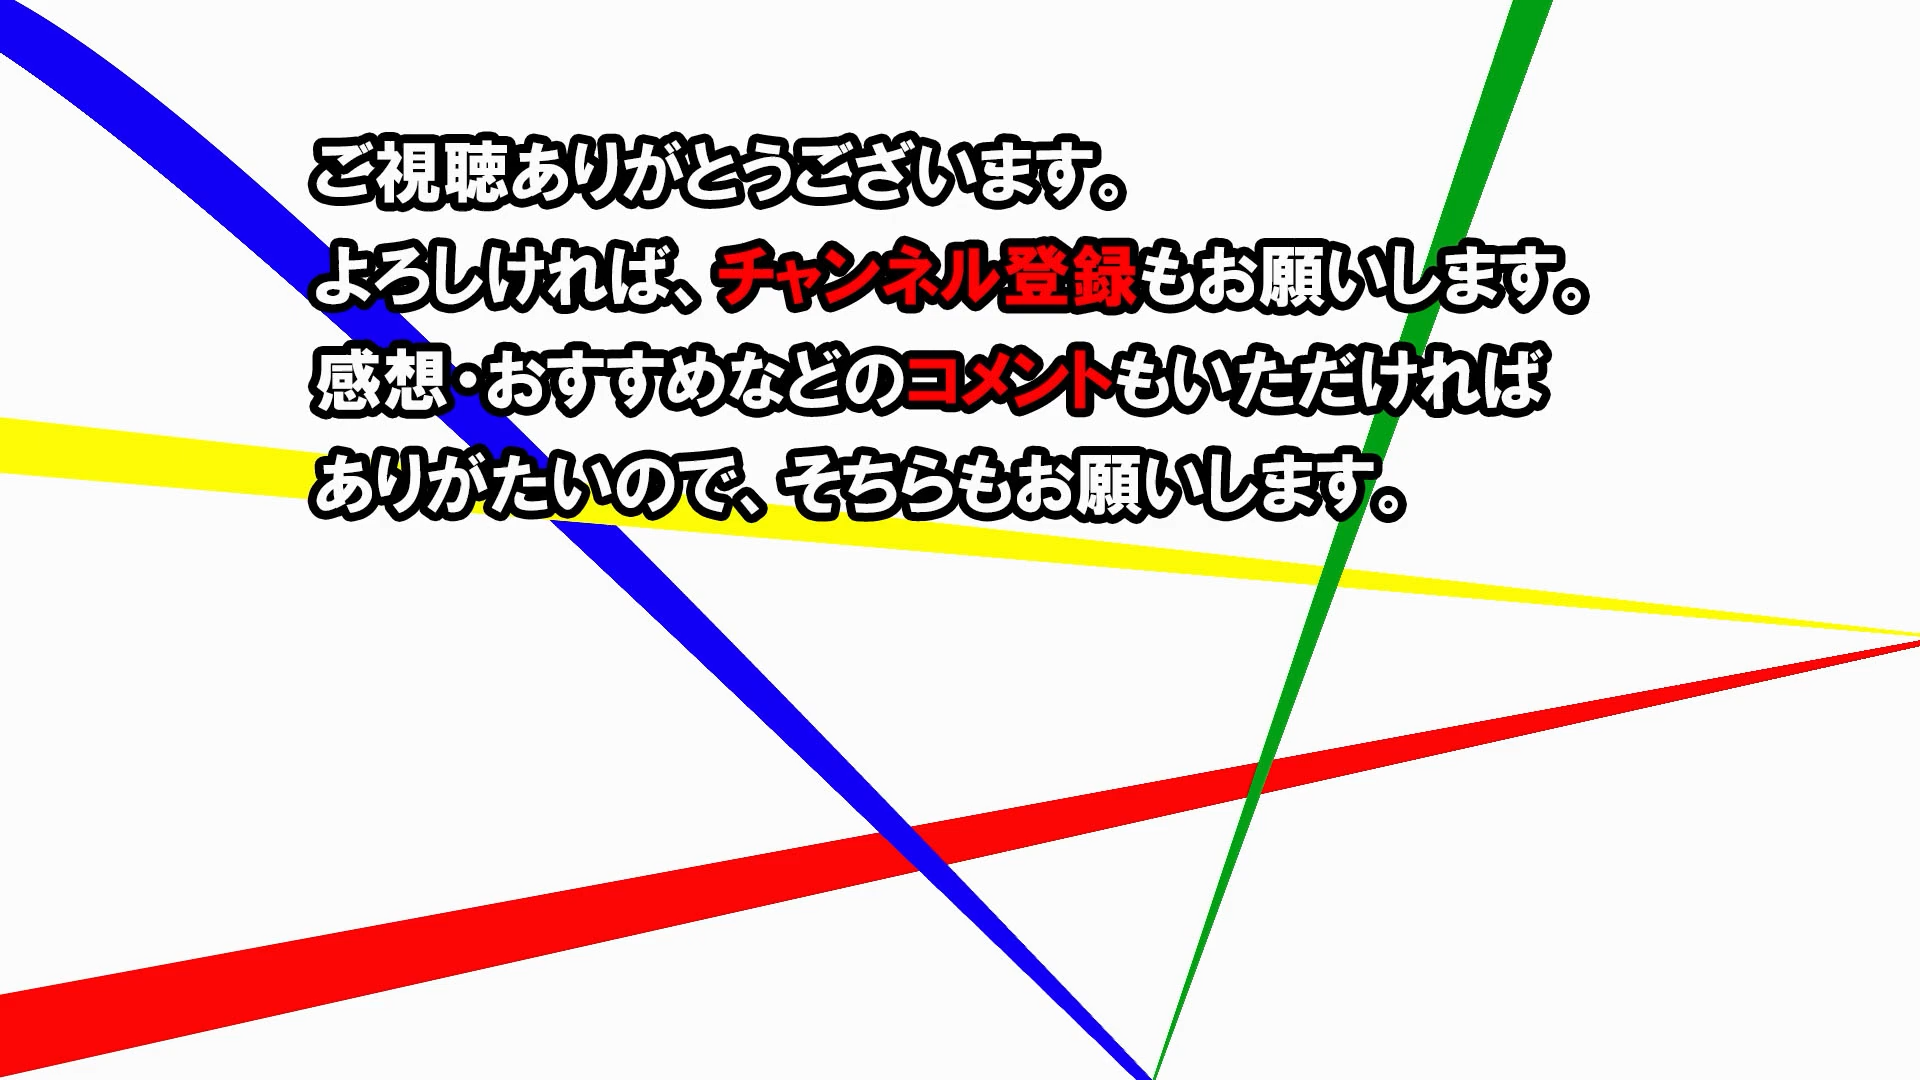 ご視聴ありがとうございます。
よろしければ、チャンネル登録もお願いします。
感想・おすすめなどのコメントもいただければ
ありがたいので、そちらもお願いします。